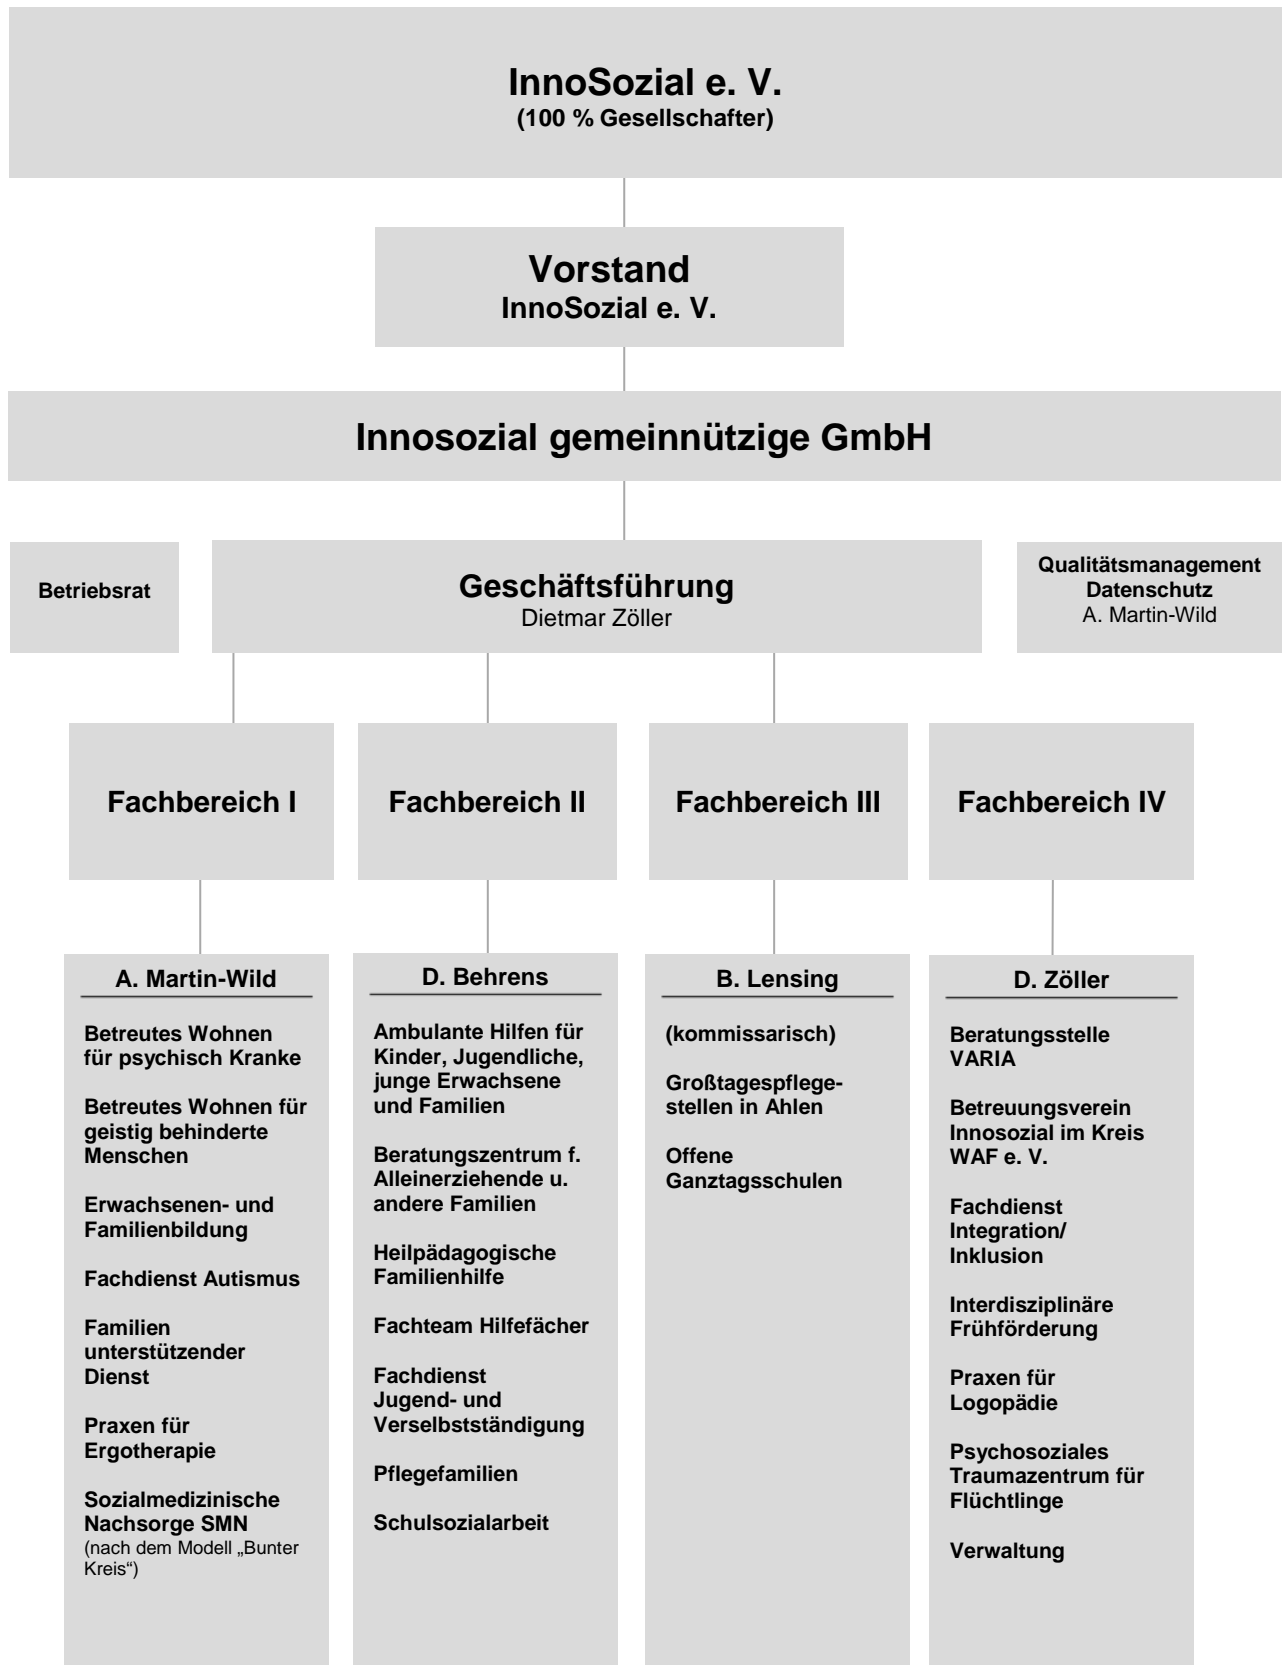 InnoSozial e. V.
(100 % Gesellschafter)
Vorstand
InnoSozial e. V.
Innosozial gemeinnützige GmbH
Betriebsrat
Geschäftsführung
Dietmar Zöller
Qualitätsmanagement
Datenschutz
A. Martin-Wild
Fachbereich I
Fachbereich II
Fachbereich III
Fachbereich IV
A. Martin-Wild
Betreutes Wohnen
für psychisch Kranke
Betreutes Wohnen für
geistig behinderte
Menschen
Erwachsenen- und
Familienbildung
Fachdienst Autismus
Familien
unterstützender
Dienst
Praxen für
Ergotherapie
Sozialmedizinische
Nachsorge SMN
(nach dem Modell „Bunter
Kreis“)
D. Behrens
Ambulante Hilfen für
Kinder, Jugendliche,
junge Erwachsene
und Familien
Beratungszentrum f.
Alleinerziehende u.
andere Familien
Heilpädagogische
Familienhilfe
Fachteam Hilfefächer
Fachdienst
Jugend- und
Verselbstständigung
Pflegefamilien
Schulsozialarbeit
B. Lensing
(kommissarisch)
Großtagespflege-
stellen in Ahlen
Offene
Ganztagsschulen
D. Zöller
Beratungsstelle
VARIA
Betreuungsverein
Innosozial im Kreis
WAF e. V.
Fachdienst
Integration/
Inklusion
Interdisziplinäre
Frühförderung
Praxen für
Logopädie
Psychosoziales
Traumazentrum für
Flüchtlinge
Verwaltung